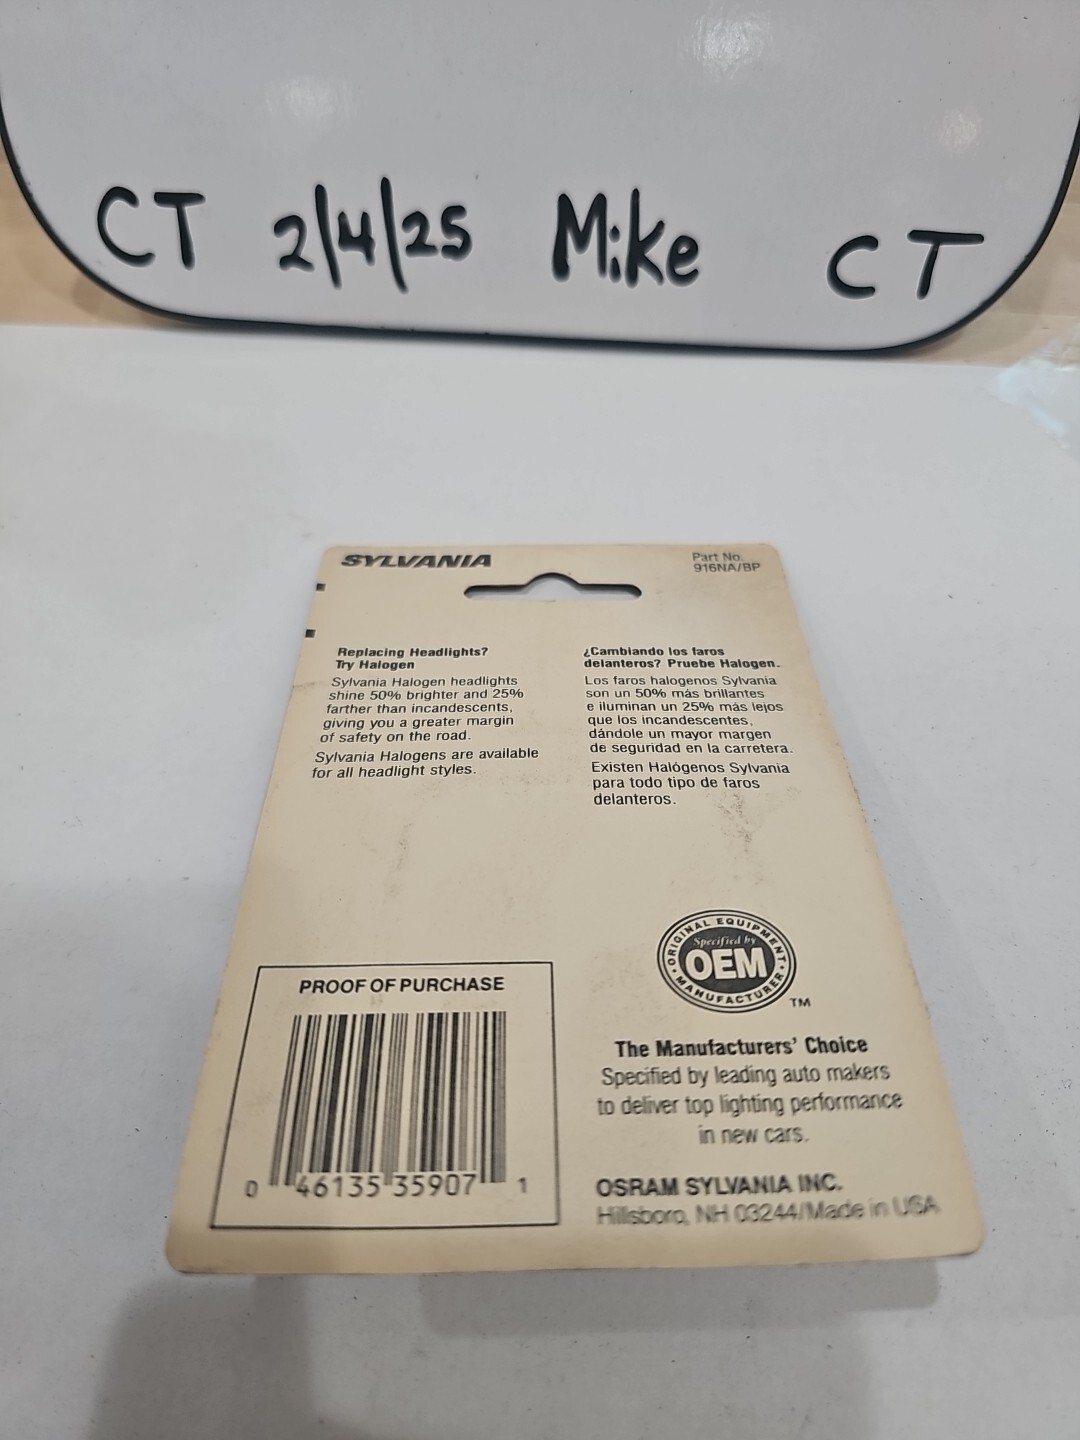 CT 2/4/25 Mike CT
SYLVANIA
Part No.
916NA/BP
Replacing Headlights?
Try Halogen
Sylvania Halogen headlights
shine 50% brighter and 25%
farther than incandescents,
giving you a greater margin
of safety on the road.
Sylvania Halogens are available
for all headlight styles.
¿Cambiando los faros
delanteros? Pruebe Halogen.
Los faros halogenos Sylvania
son un 50% más brillantes
e iluminan un 25% más lejos
que los incandescentes,
dándole un mayor margen
de seguridad en la carretera.
Existen Halógenos Sylvania
para todo tipo de faros
delanteros.
PROOF OF PURCHASE
0 46135 35907 1
ORIGINAL EQUIPMENT
Specified by
OEM
MANUFACTURER
TM
The Manufacturers' Choice
Specified by leading auto makers
to deliver top lighting performance
in new cars.
OSRAM SYLVANIA INC.
Hillsboro, NH 03244/Made in USA